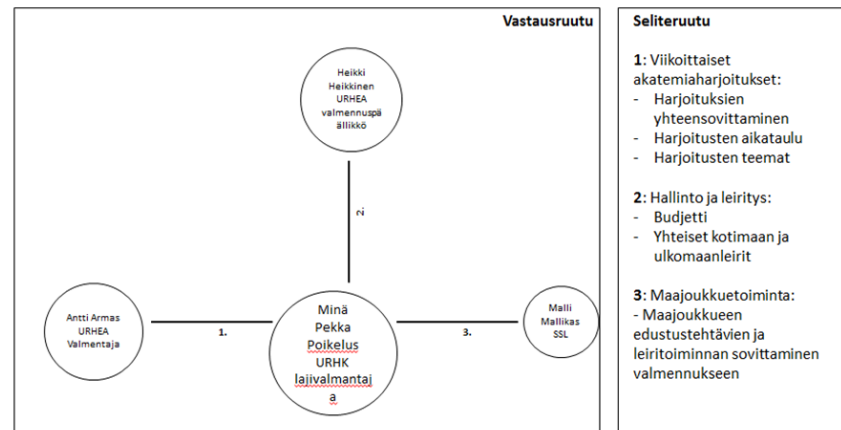 Vastausruutu
Heikki
Heikkinen
URHEA
valmennuspä
ällikkö
2.
Antti Armas
URHEA
Valmentaja
1.
Minä
Pekka
Poikelus
URHK
lajivalmantaj
a
3.
Malli
Mallikas
SSL
Seliteruutu
1: Viikoittaiset
akatemiaharjoitukset:
- Harjoituksien
yhteensovittaminen
- Harjoitusten aikataulu
- Harjoitusten teemat
2: Hallinto ja leiritys:
- Budjetti
- Yhteiset kotimaan ja
ulkomaanleirit
3: Maajoukkuetoiminta:
- Maajoukkueen
edustustehtävien ja
leiritoiminnan sovittaminen
valmennukseen